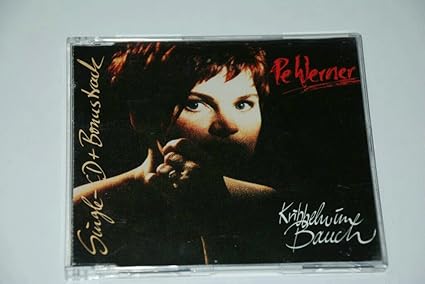 Single-CD + Bonustrack
Pe Werner
Kribbeln im
Bauch